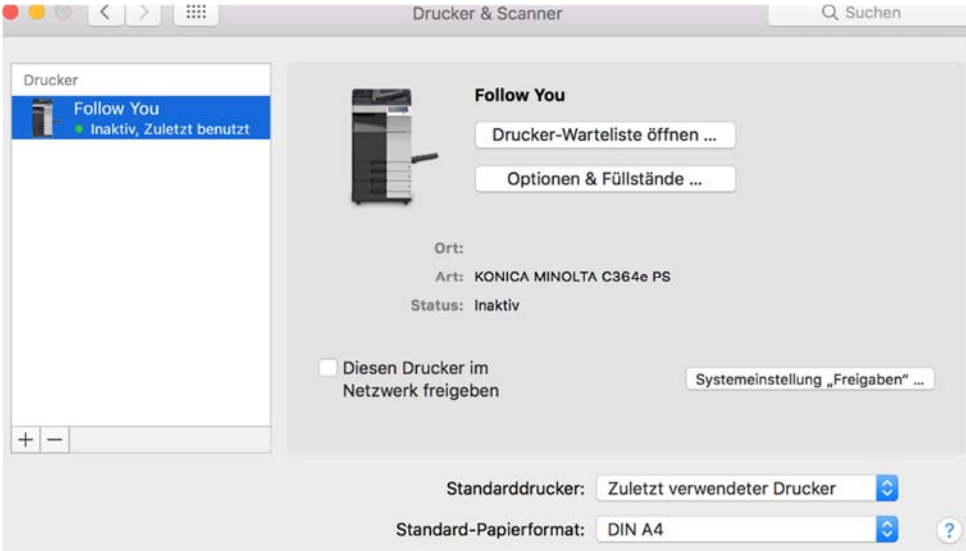 Drucker & Scanner
Suchen
Drucker
Follow You
Inaktiv, Zuletzt benutzt
Follow You
Drucker-Warteliste öffnen ...
Optionen & Füllstände ...
Ort:
Art: KONICA MINOLTA C364e PS
Status: Inaktiv
Diesen Drucker im
Netzwerk freigeben
Systemeinstellung „Freigaben“ ...
Standarddrucker: Zuletzt verwendeter Drucker
Standard-Papierformat: DIN A4
?